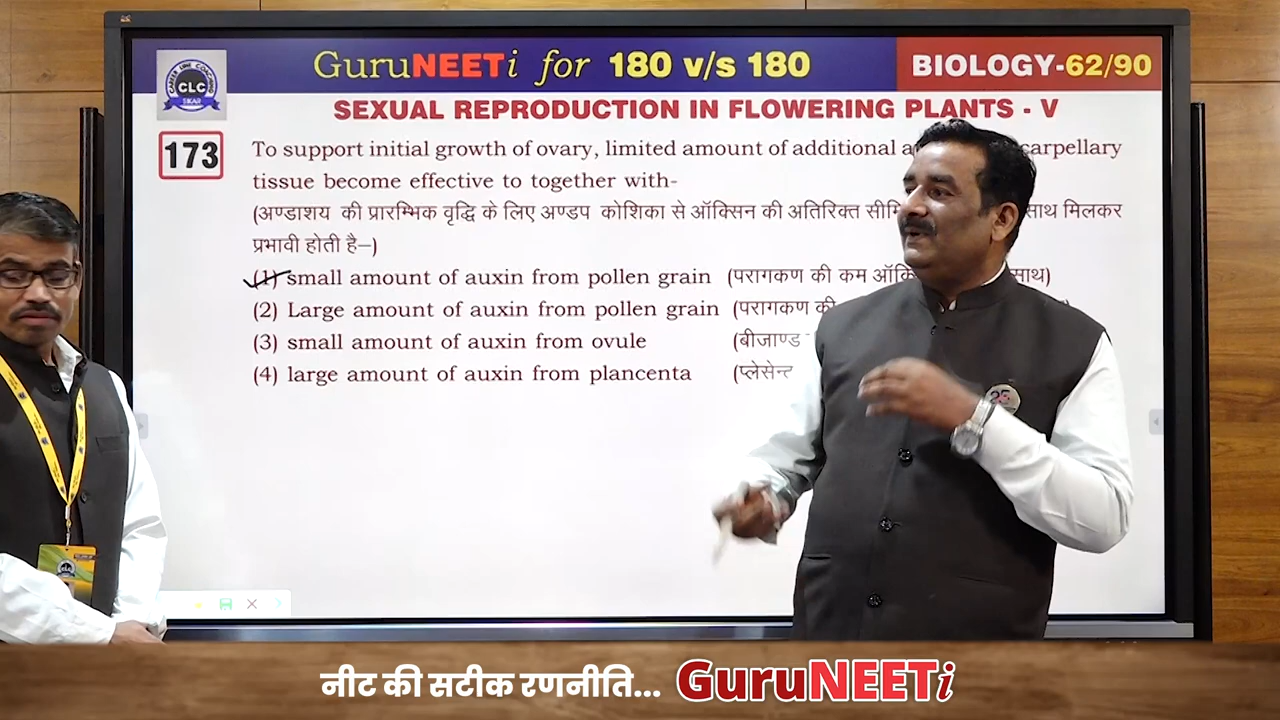 GuruNEETi for 180 v/s 180
BIOLOGY-62/90
CAREER LINE COACHING
CLC
SIKAR
SEXUAL REPRODUCTION IN FLOWERING PLANTS - V
173
To support initial growth of ovary, limited amount of additional carpellary
tissue become effective to together with-
(अण्डाशय की प्रारम्भिक वृद्धि के लिए अण्डप कोशिका से ऑक्सिन की अतिरिक्त साथ मिलकर
प्रभावी होती है–)
(1) small amount of auxin from pollen grain (परागकण की कम साथ)
(2) Large amount of auxin from pollen grain (परागकण की
(3) small amount of auxin from ovule (बीजाण्ड
(4) large amount of auxin from plancenta (प्लेसेन्ट
नीट की सटीक रणनीति... GuruNEETi